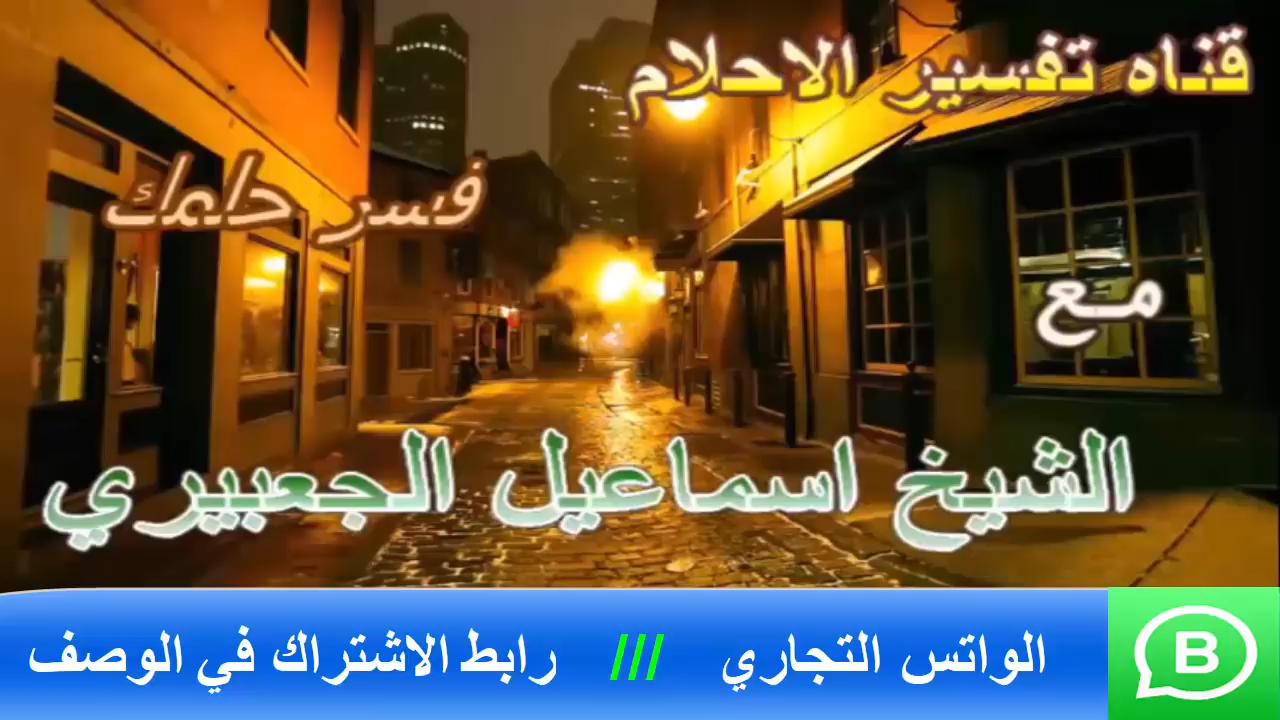 قناه تفسير الاحلام
فسر حلمك
مع
الشيخ اسماعيل الجعبيري
الواتس التجاري /// رابط الاشتراك في الوصف
B